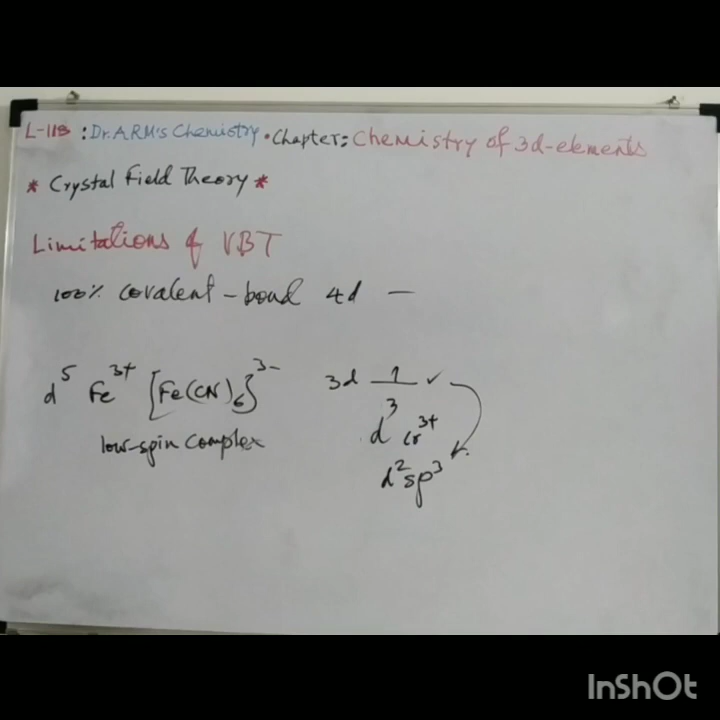 L-118 : Dr. ARM's Chemistry • Chapter: Chemistry of 3d-elements
* Crystal Field Theory *
Limitations of VBT
100% covalent - bond 4d —
d⁵ Fe³⁺ [Fe(CN)₆]³⁻ 3d 1 ✓
low-spin complex d³ Cr³⁺
d²sp³
InShOt